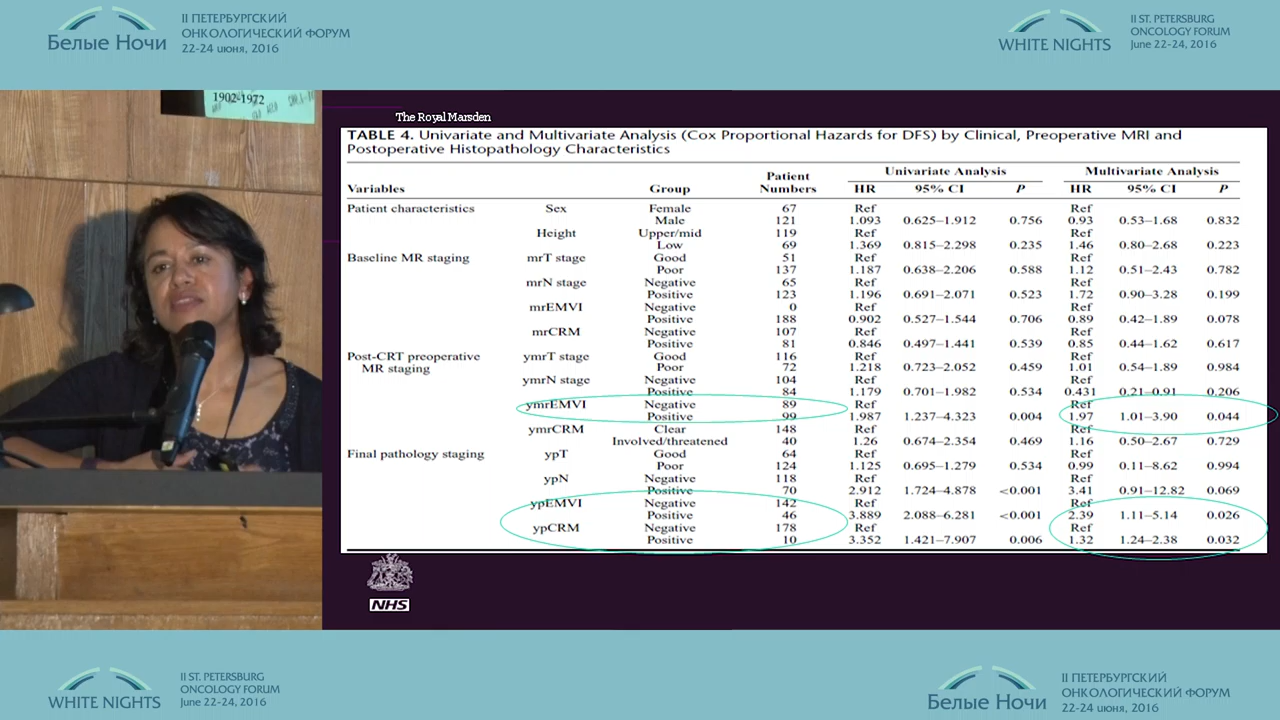 II ПЕТЕРБУРГСКИЙ
ОНКОЛОГИЧЕСКИЙ ФОРУМ
Белые Ночи
22-24 июня, 2016
II ST. PETERSBURG
ONCOLOGY FORUM
WHITE NIGHTS
June 22-24, 2016
1902-1972
The Royal Marsden
TABLE 4. Univariate and Multivariate Analysis (Cox Proportional Hazards for DFS) by Clinical, Preoperative MRI and
Postoperative Histopathology Characteristics
Patient Univariate Analysis Multivariate Analysis
Variables Group Numbers HR 95% CI P HR 95% CI P
Patient characteristics Sex Female 67 Ref Ref
Male 121 1.093 0.625–1.912 0.756 0.93 0.53–1.68 0.832
Height Upper/mid 119 Ref Ref
Low 69 1.369 0.815–2.298 0.235 1.46 0.80–2.68 0.223
Baseline MR staging mrT stage Good 51 Ref Ref
Poor 137 1.187 0.638–2.206 0.588 1.12 0.51–2.43 0.782
mrN stage Negative 65 Ref Ref
Positive 123 1.196 0.691–2.071 0.523 1.72 0.90–3.28 0.199
mrEMVI Negative 0 Ref Ref
Positive 188 0.902 0.527–1.544 0.706 0.89 0.42–1.89 0.078
mrCRM Negative 107 Ref Ref
Positive 81 0.846 0.497–1.441 0.539 0.85 0.44–1.62 0.617
Post-CRT preoperative ymrT stage Good 116 Ref Ref
MR staging Poor 72 1.218 0.723–2.052 0.459 1.01 0.54–1.89 0.984
ymrN stage Negative 104 Ref Ref
Positive 84 1.179 0.701–1.982 0.534 0.431 0.21–0.91 0.206
ymrEMVI Negative 89 Ref Ref
Positive 99 1.987 1.237–4.323 0.004 1.97 1.01–3.90 0.044
ymrCRM Clear 148 Ref Ref
Involved/threatened 40 1.26 0.674–2.354 0.469 1.16 0.50–2.67 0.729
Final pathology staging ypT Good 64 Ref Ref
Poor 124 1.125 0.695–1.279 0.534 0.99 0.11–8.62 0.994
ypN Negative 118 Ref Ref
Positive 70 2.912 1.724–4.878 <0.001 3.41 0.91–12.82 0.069
ypEMVI Negative 142 Ref Ref
Positive 46 3.889 2.088–6.281 <0.001 2.39 1.11–5.14 0.026
ypCRM Negative 178 Ref Ref
Positive 10 3.352 1.421–7.907 0.006 1.32 1.24–2.38 0.032
NHS
II ST. PETERSBURG
ONCOLOGY FORUM
WHITE NIGHTS
June 22-24, 2016
II ПЕТЕРБУРГСКИЙ
ОНКОЛОГИЧЕСКИЙ ФОРУМ
Белые Ночи
22-24 июня, 2016